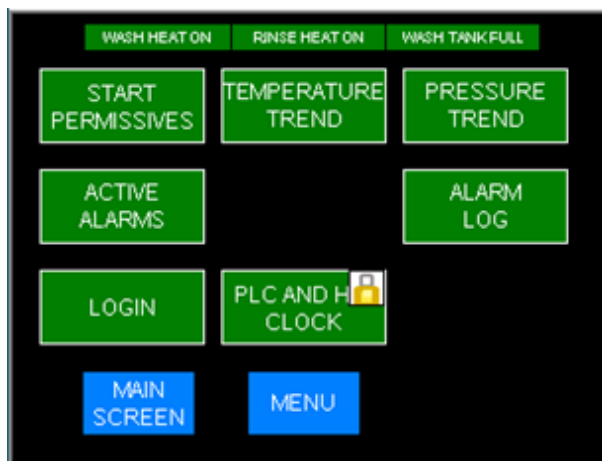 WASH HEAT ON RINSE HEAT ON WASH TANK FULL
START TEMPERATURE PRESSURE
PERMISSIVES TREND TREND
ACTIVE ALARM
ALARMS LOG
LOGIN
PLC AND
CLOCK
MAIN
SCREEN
MENU